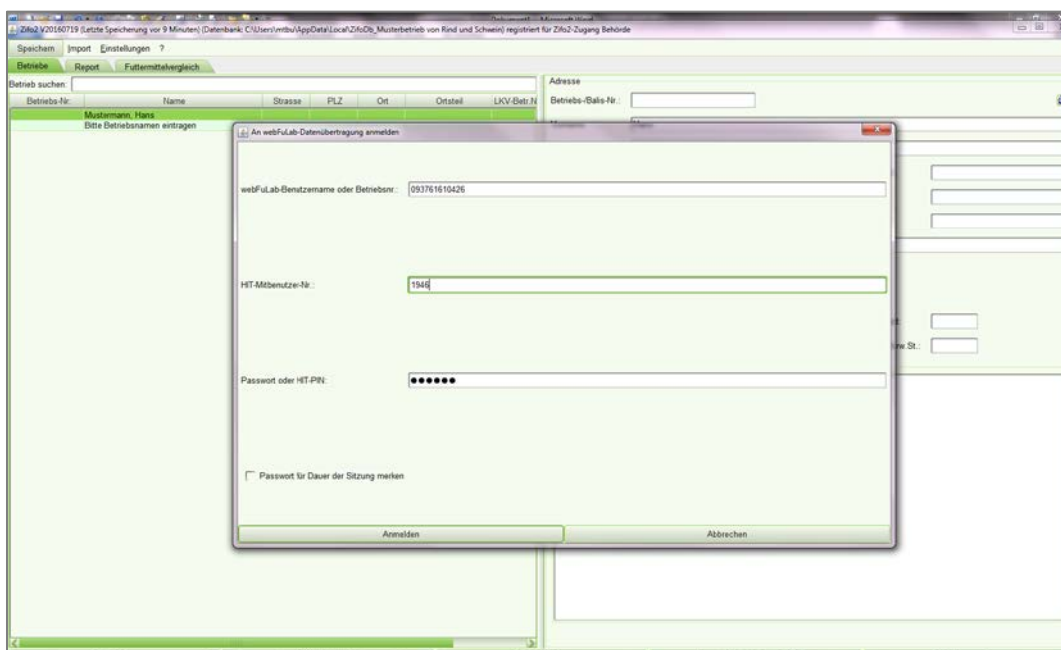 Zifo2 V20160719 (Letzte Speicherung vor 9 Minuten) (Datenbank: C:\Users\mtbu\AppData\Local\ZifoDb_Musterbetrieb von Rind und Schwein) registriert für Zifo2-Zugang Behörde
Speichern Import Einstellungen ?
Betriebe Report Futtermittelvergleich
Betrieb suchen:
Adresse
Betriebs-Nr. Name Strasse PLZ Ort Ortsteil LKV-Betr.N
Betriebs-/Balis-Nr.:
Mustermann, Hans
Bitte Betriebsnamen eintragen
An webFuLab-Datenübertragung anmelden
webFuLab-Benutzername oder Betriebsnr.: 093761610426
HIT-Mitbenutzer-Nr.: 1946
zw St.:
Passwort oder HIT-PIN: ●●●●●●
Passwort für Dauer der Sitzung merken
Anmelden Abbrechen